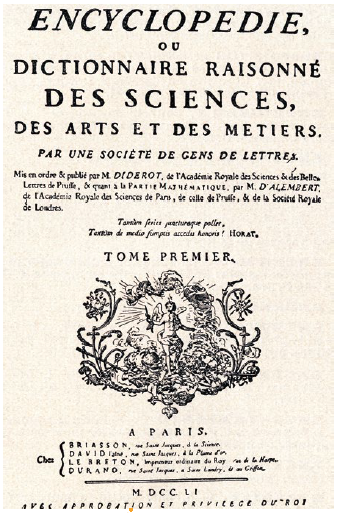 ENCYCLOPEDIE,
OU
DICTIONNAIRE RAISONNÉ
DES SCIENCES,
DES ARTS ET DES METIERS.
PAR UNE SOCIÉTÉ DE GENS DE LETTRES.
Mis en ordre & publié par M. DIDEROT, de l'Académie Royale des Sciences & des Belles-
Lettres de Prusse, & quant à la PARTIE MATHÉMATIQUE, par M. D'ALEMBERT,
de l'Académie Royale des Sciences de Paris, de celle de Prusse, & de la Société Royale
de Londres.
Tantùm series juncturaque pollet,
Tantùm de medio sumptis accedit honoris! HORAT.
TOME PREMIER.
A PARIS.
Chez
BRIASSON, rue Saint Jacques, à la Science.
DAVID l'aîné, rue Saint Jacques, à la Plume d'or.
LE BRETON, Imprimeur ordinaire du Roy, rue de la Harpe.
DURAND, rue Saint Jacques, à Saint Landry, & au Griffon.
M. DCC. LI
AVEC APPROBATION ET PRIVILEGE DU ROI